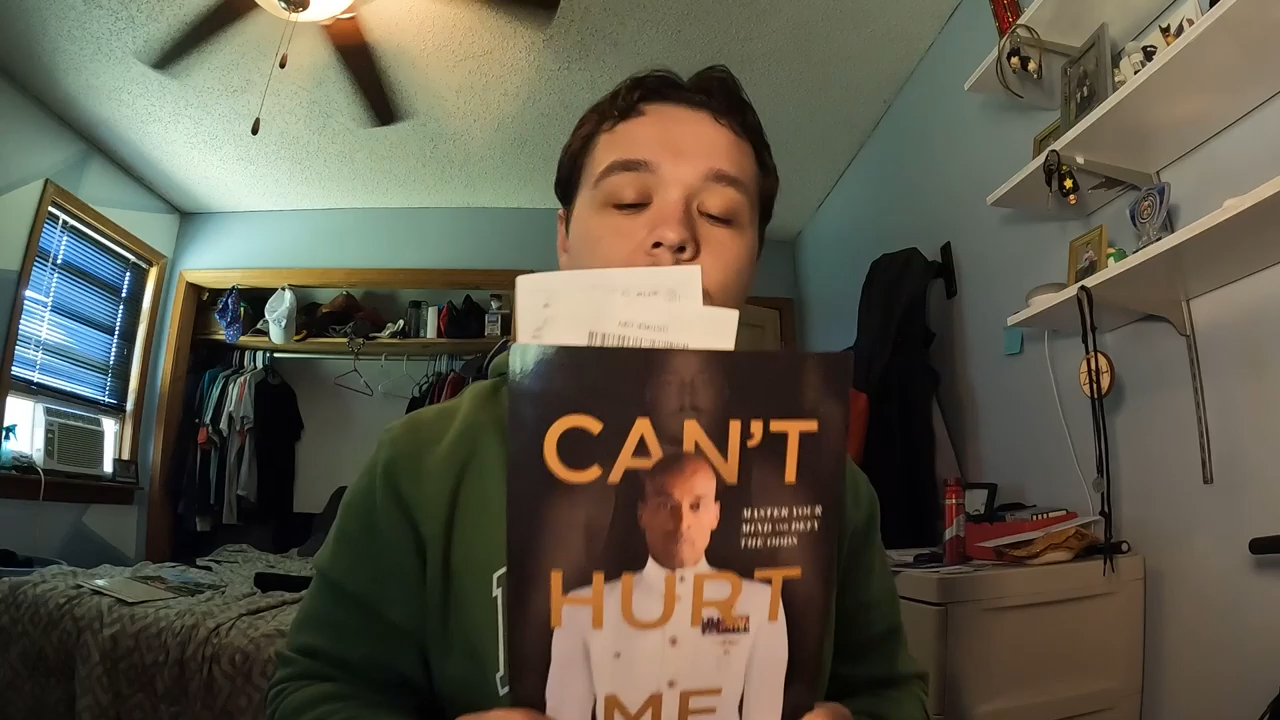 CAN'T
MASTER YOUR
MIND AND DEFY
THE ODDS
HURT
ME